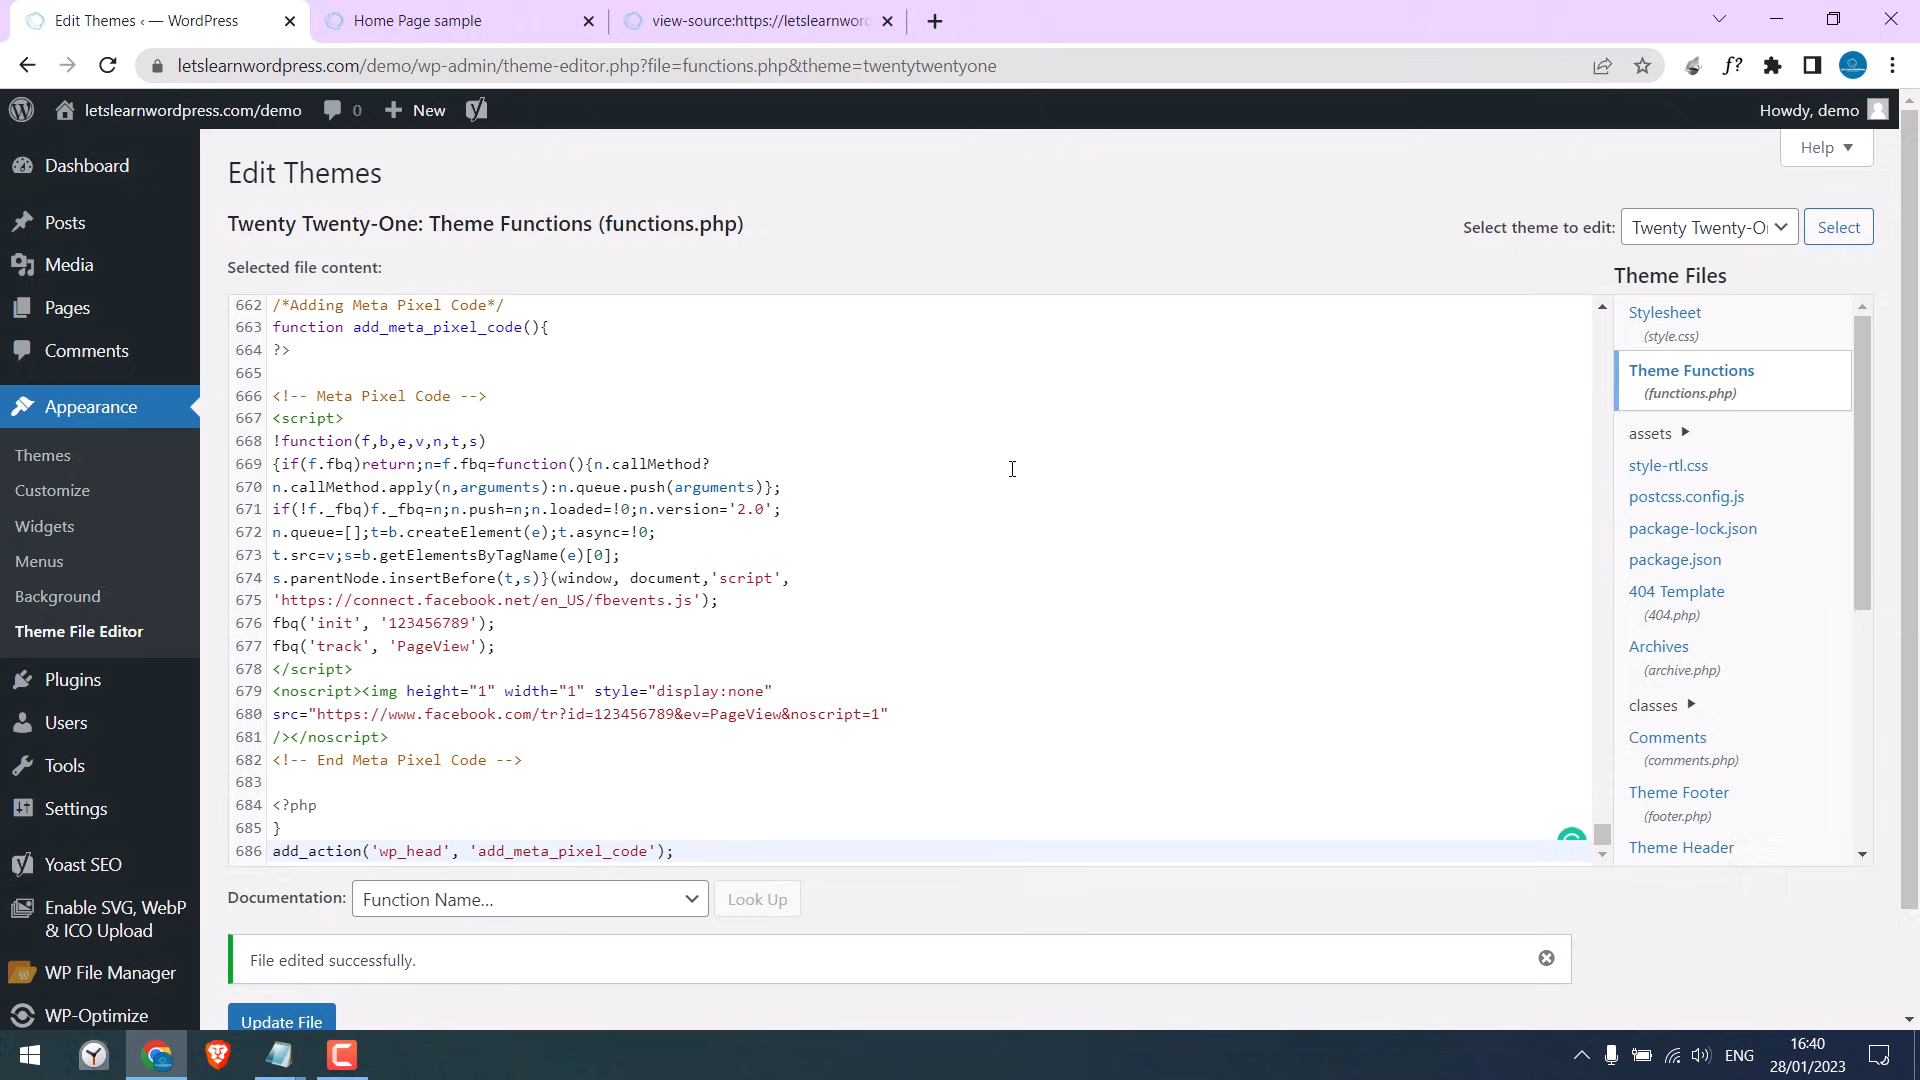 Edit Themes ‹ — WordPress
Home Page sample
view-source:https://letslearnword
letslearnwordpress.com/demo/wp-admin/theme-editor.php?file=functions.php&theme=twentytwentyone
f?
letslearnwordpress.com/demo
0
New
Howdy, demo
Help
Dashboard
Posts
Media
Pages
Comments
Appearance
Themes
Customize
Widgets
Menus
Background
Theme File Editor
Plugins
Users
Tools
Settings
Yoast SEO
Enable SVG, WebP
& ICO Upload
WP File Manager
WP-Optimize
Edit Themes
Twenty Twenty-One: Theme Functions (functions.php)
Select theme to edit:
Twenty Twenty-O
Select
Selected file content:
662 /*Adding Meta Pixel Code*/
663 function add_meta_pixel_code(){
664 ?>
665
666 <!-- Meta Pixel Code -->
667 <script>
668 !function(f,b,e,v,n,t,s)
669 {if(f.fbq)return;n=f.fbq=function(){n.callMethod?
670 n.callMethod.apply(n,arguments):n.queue.push(arguments)};
671 if(!f._fbq)f._fbq=n;n.push=n;n.loaded=!0;n.version='2.0';
672 n.queue=[];t=b.createElement(e);t.async=!0;
673 t.src=v;s=b.getElementsByTagName(e)[0];
674 s.parentNode.insertBefore(t,s)}(window, document,'script',
675 'https://connect.facebook.net/en_US/fbevents.js');
676 fbq('init', '123456789');
677 fbq('track', 'PageView');
678 </script>
679 <noscript><img height="1" width="1" style="display:none"
680 src="https://www.facebook.com/tr?id=123456789&ev=PageView&noscript=1"
681 /></noscript>
682 <!-- End Meta Pixel Code -->
683
684 <?php
685 }
686 add_action('wp_head', 'add_meta_pixel_code');
Theme Files
Stylesheet
(style.css)
Theme Functions
(functions.php)
assets
style-rtl.css
postcss.config.js
package-lock.json
package.json
404 Template
(404.php)
Archives
(archive.php)
classes
Comments
(comments.php)
Theme Footer
(footer.php)
Theme Header
Documentation:
Function Name...
Look Up
File edited successfully.
Update File
ENG
16:40
28/01/2023